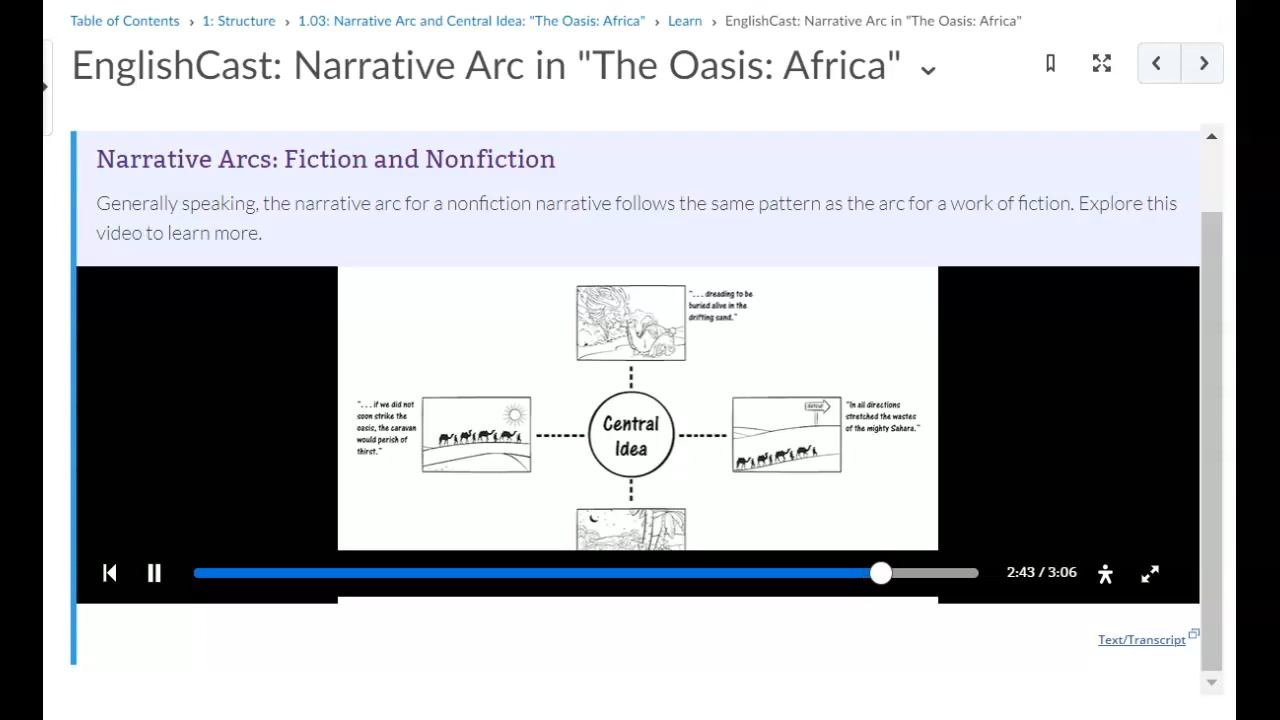 Table of Contents › 1: Structure › 1.03: Narrative Arc and Central Idea: "The Oasis: Africa" › Learn › EnglishCast: Narrative Arc in "The Oasis: Africa"
EnglishCast: Narrative Arc in "The Oasis: Africa"
Narrative Arcs: Fiction and Nonfiction
Generally speaking, the narrative arc for a nonfiction narrative follows the same pattern as the arc for a work of fiction. Explore this
video to learn more.
". . . dreading to be
buried alive in the
drifting sand."
". . . if we did not
soon strike the
oasis, the caravan
would perish of
thirst."
Central
Idea
"In all directions
stretched the wastes
of the mighty Sahara."
2:43 / 3:06
Text/Transcript